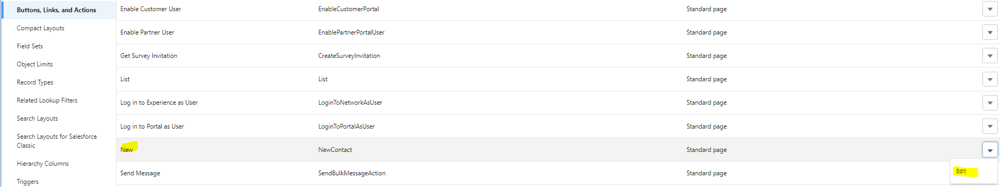 Buttons, Links, and Actions
Compact Layouts
Field Sets
Object Limits
Record Types
Related Lookup Filters
Search Layouts
Search Layouts for Salesforce
Classic
Hierarchy Columns
Triggers
Enable Customer User EnableCustomerPortal Standard page
Enable Partner User EnablePartnerPortalUser Standard page
Get Survey Invitation CreateSurveyInvitation Standard page
List List Standard page
Log in to Experience as User LoginToNetworkAsUser Standard page
Log in to Portal as User LoginToPortalAsUser Standard page
New NewContact Standard page
Send Message SendBulkMessageAction Standard page
Edit